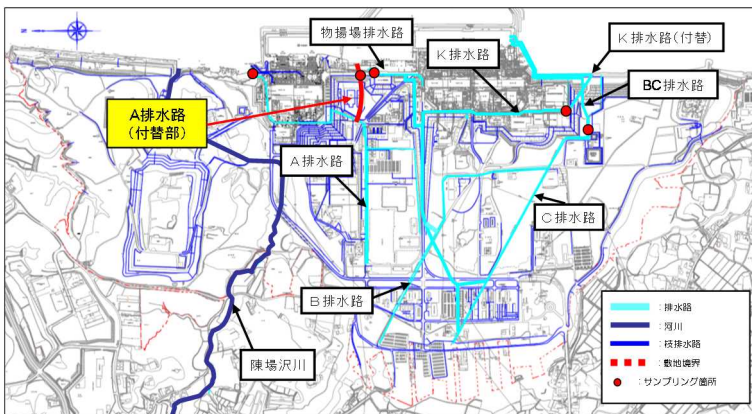 物揚場排水路
K排水路
K排水路(付替)
BC排水路
A排水路
(付替部)
A排水路
C排水路
B排水路
陳場沢川
:排水路
:河川
:枝排水路
:敷地境界
:サンプリング箇所